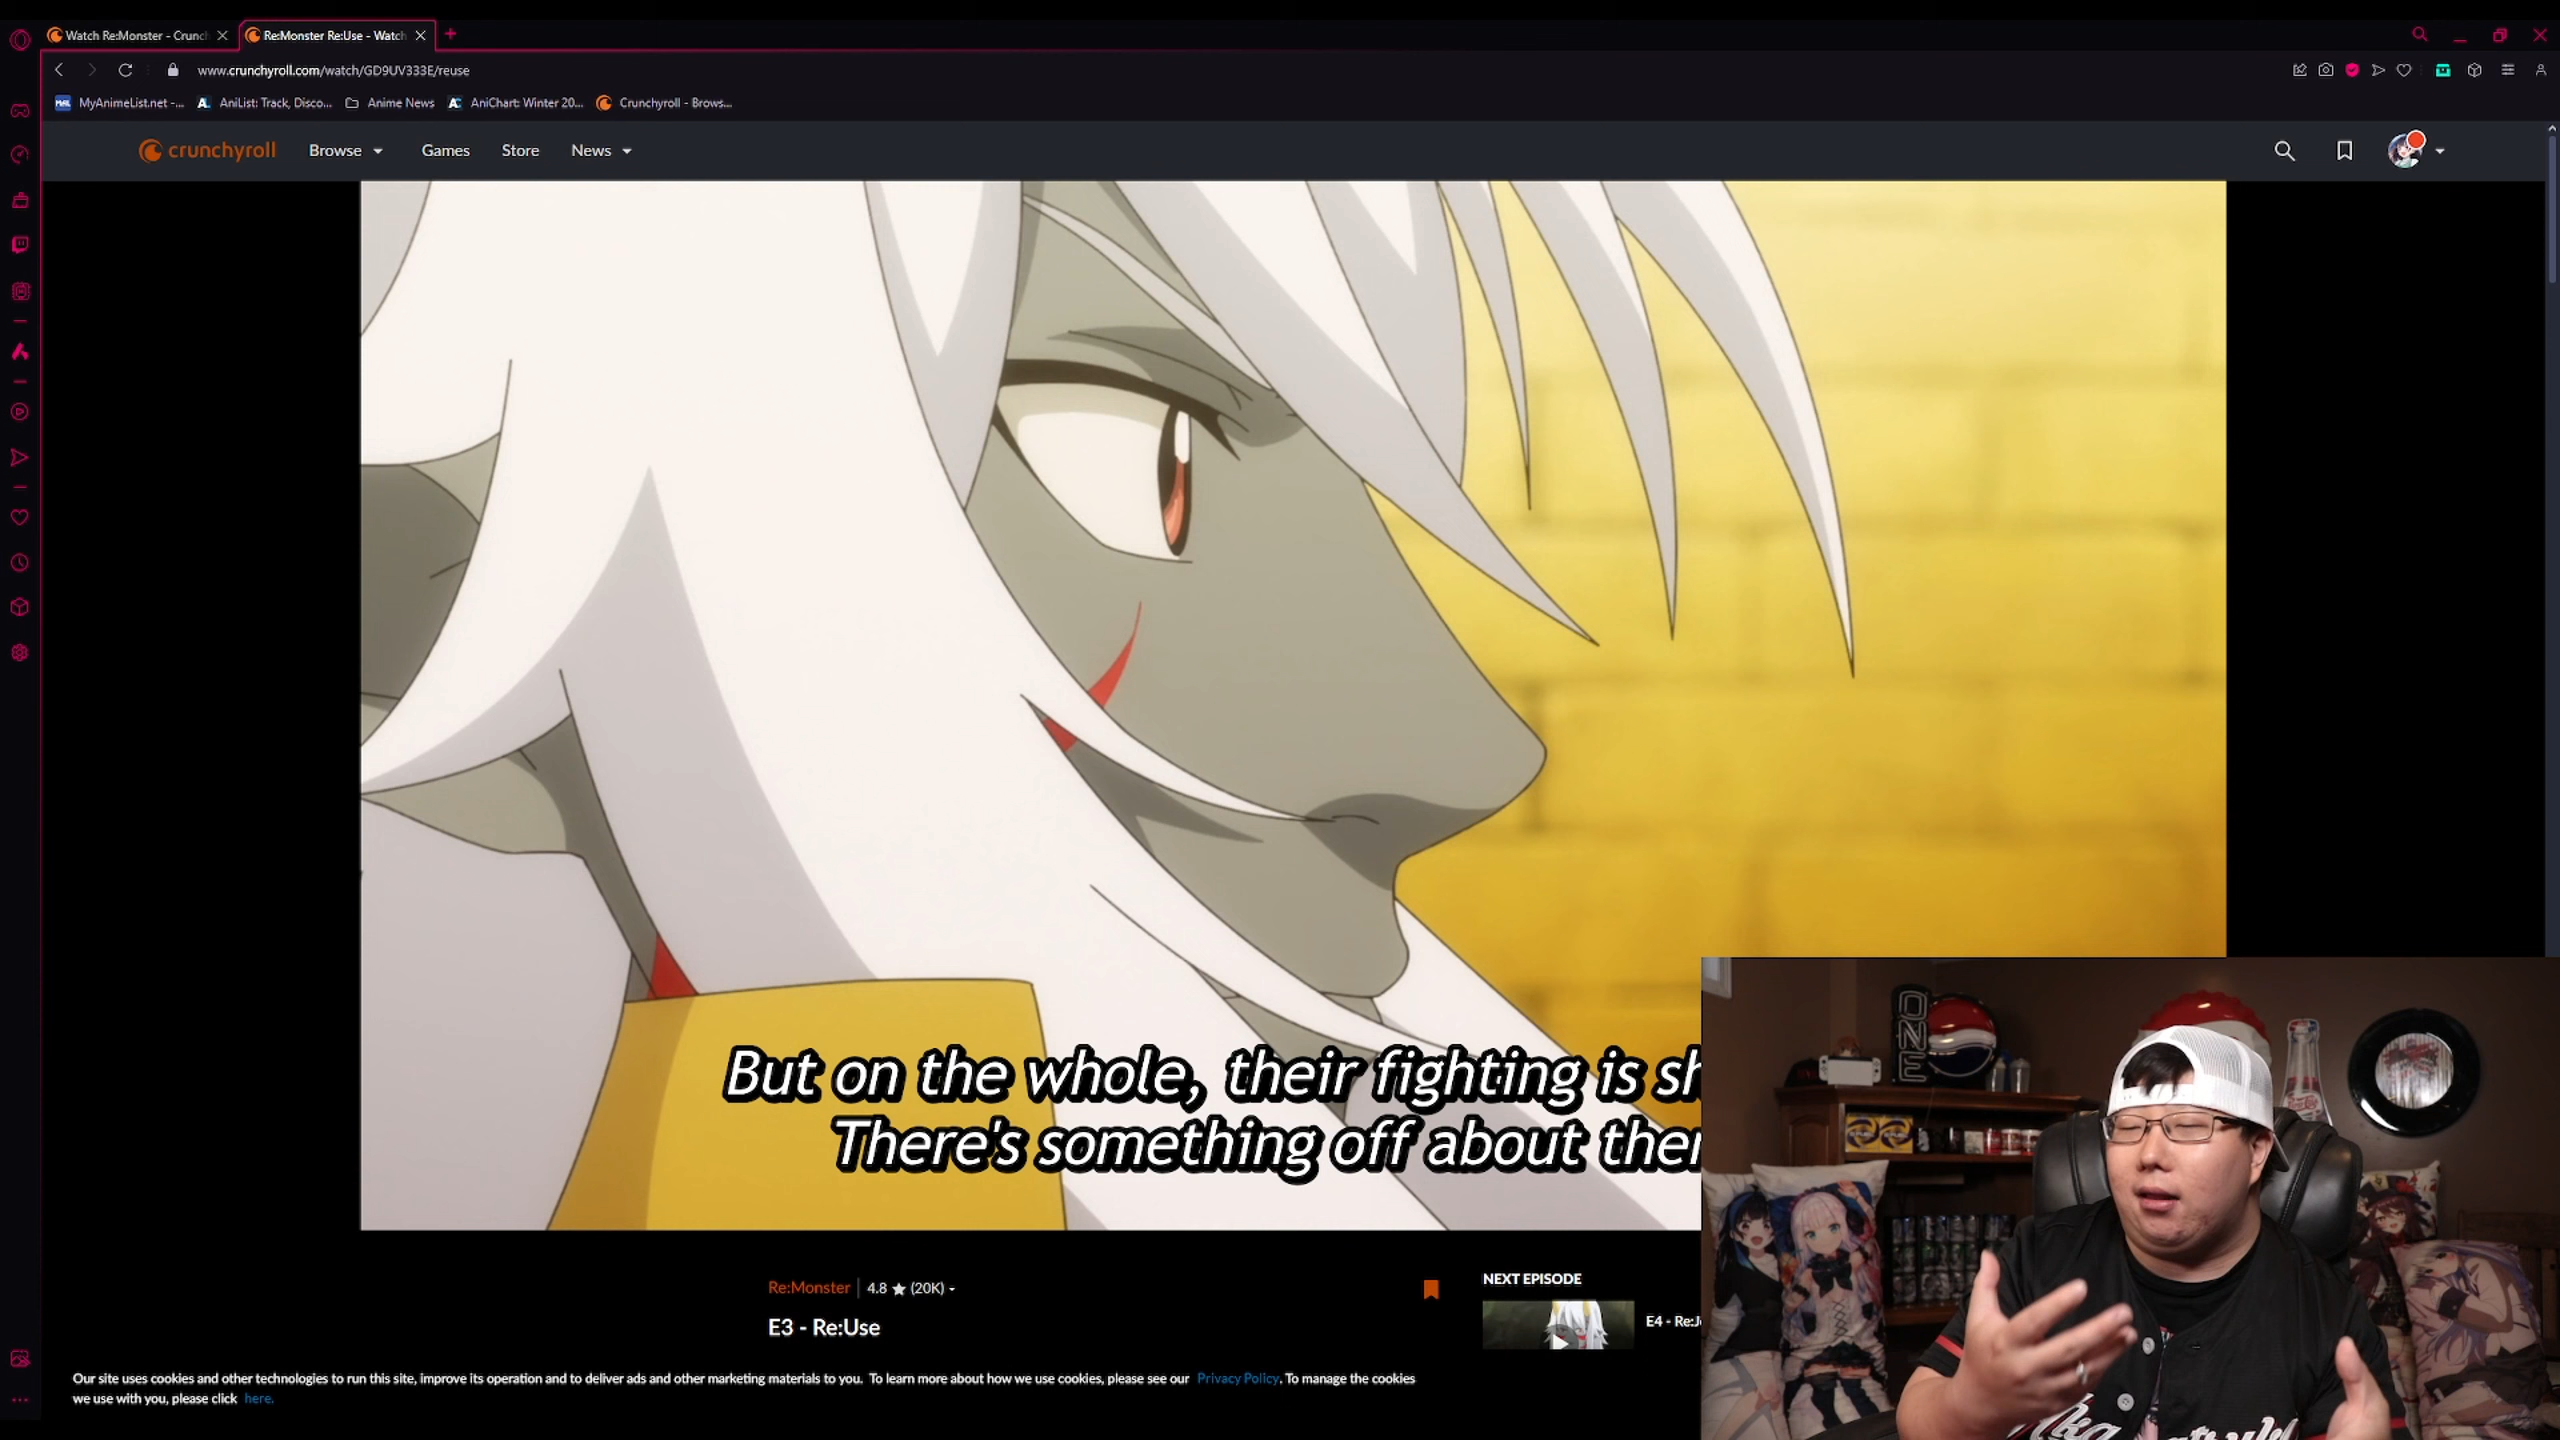 Watch Re:Monster - Crunch
Re:Monster Re:Use - Watch
www.crunchyroll.com/watch/GD9UV333E/reuse
MyAnimeList.net -...
AniList: Track, Disco...
Anime News
AniChart: Winter 20...
Crunchyroll - Brows...
crunchyroll
Browse
Games
Store
News
But on the whole, their fighting is sh
There's something off about ther
ONE
Re:Monster
4.8 ★ (20K)
E3 - Re:Use
NEXT EPISODE
E4 - Re:J
Our site uses cookies and other technologies to run this site, improve its operation and to deliver ads and other marketing materials to you. To learn more about how we use cookies, please see our Privacy Policy. To manage the cookies
we use with you, please click here.